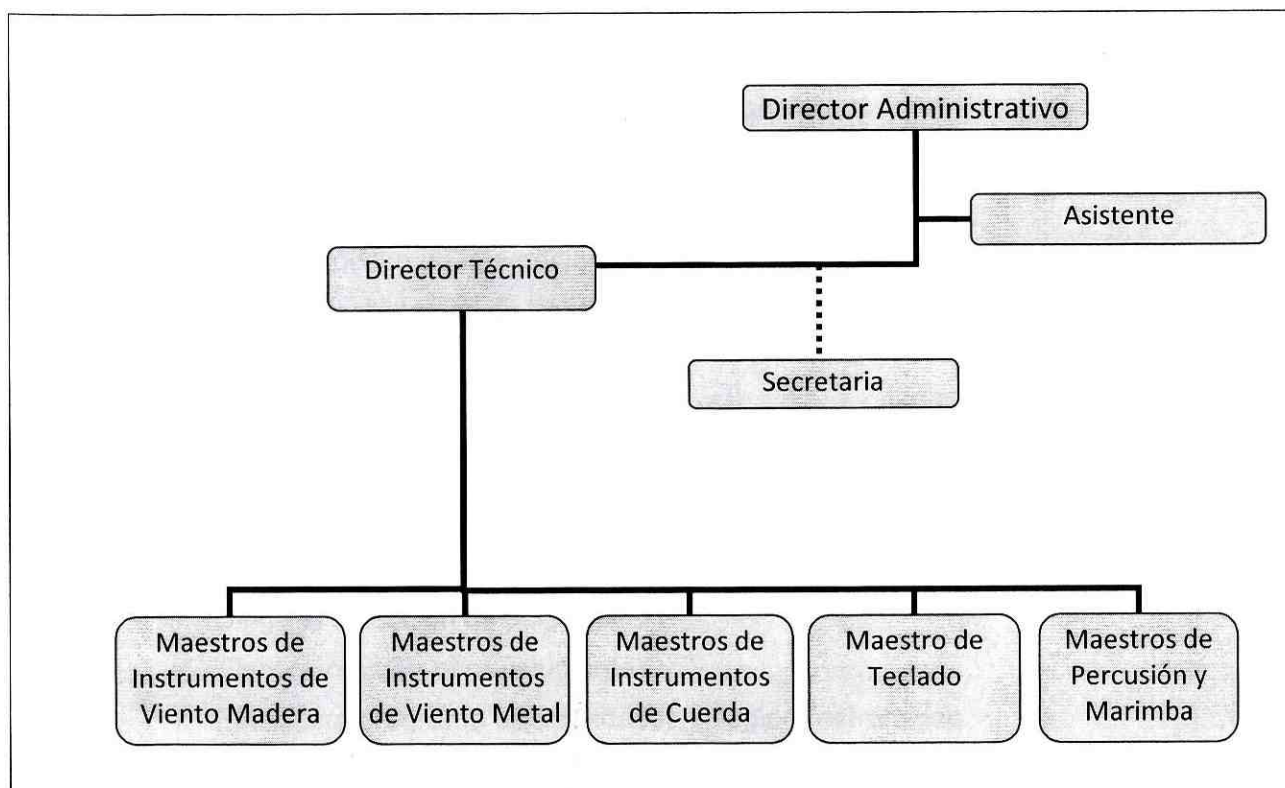 Director Administrativo
Asistente
Director Técnico
Secretaria
Maestros de
Instrumentos de
Viento Madera
Maestros de
Instrumentos
de Viento Metal
Maestros de
Instrumentos
de Cuerda
Maestro de
Teclado
Maestros de
Percusión y
Marimba